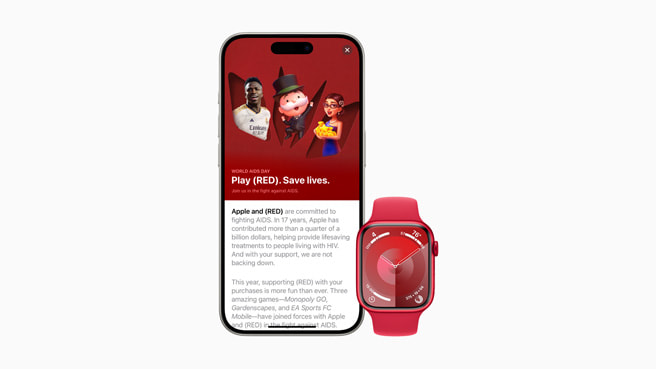 WORLD AIDS DAY
Play (RED). Save lives.
Join us in the fight against AIDS.
Apple and (RED) are committed to
fighting AIDS. In 17 years, Apple has
contributed more than a quarter of a
billion dollars, helping provide lifesaving
treatments to people living with HIV.
And with your support, we are not
backing down.
This year, supporting (RED) with your
purchases is more fun than ever. Three
amazing games—Monopoly GO,
Gardenscapes, and EA Sports FC
Mobile—have joined forces with Apple
and (RED) in the fight against AIDS.
4
76°